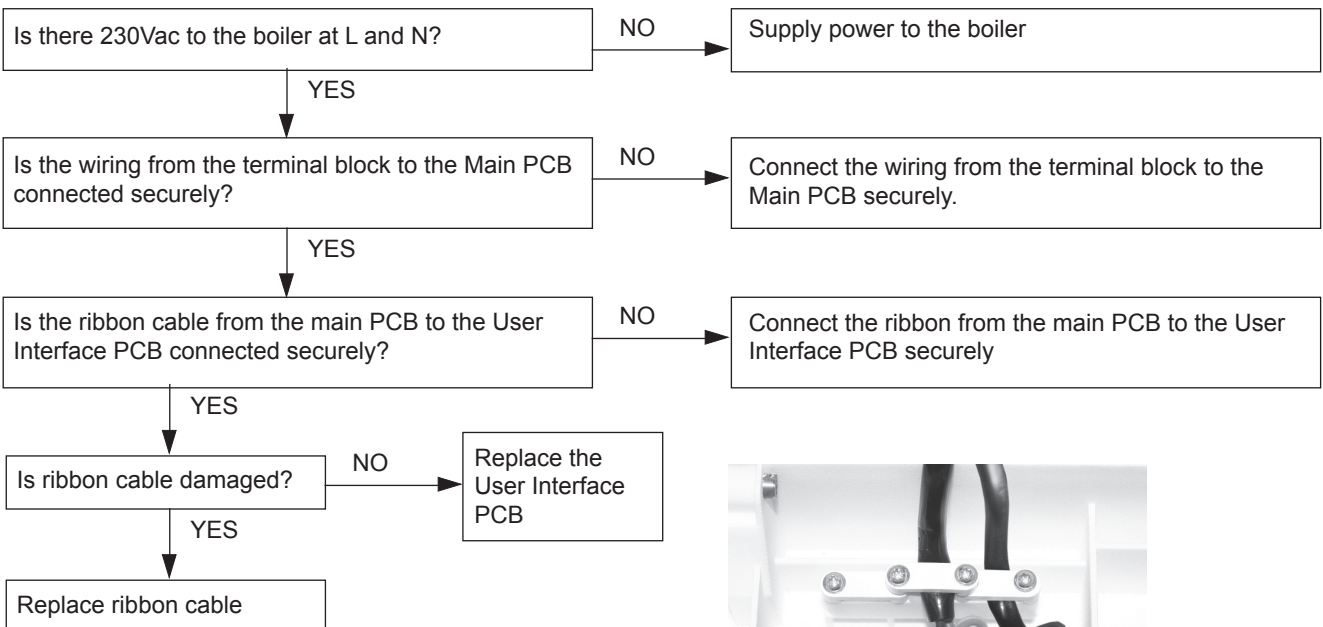 Is there 230Vac to the boiler at L and N?
NO
Supply power to the boiler
YES
Is the wiring from the terminal block to the Main PCB
connected securely?
NO
Connect the wiring from the terminal block to the
Main PCB securely.
YES
Is the ribbon cable from the main PCB to the User
Interface PCB connected securely?
NO
Connect the ribbon from the main PCB to the User
Interface PCB securely
YES
Is ribbon cable damaged?
NO
Replace the
User Interface
PCB
YES
Replace ribbon cable